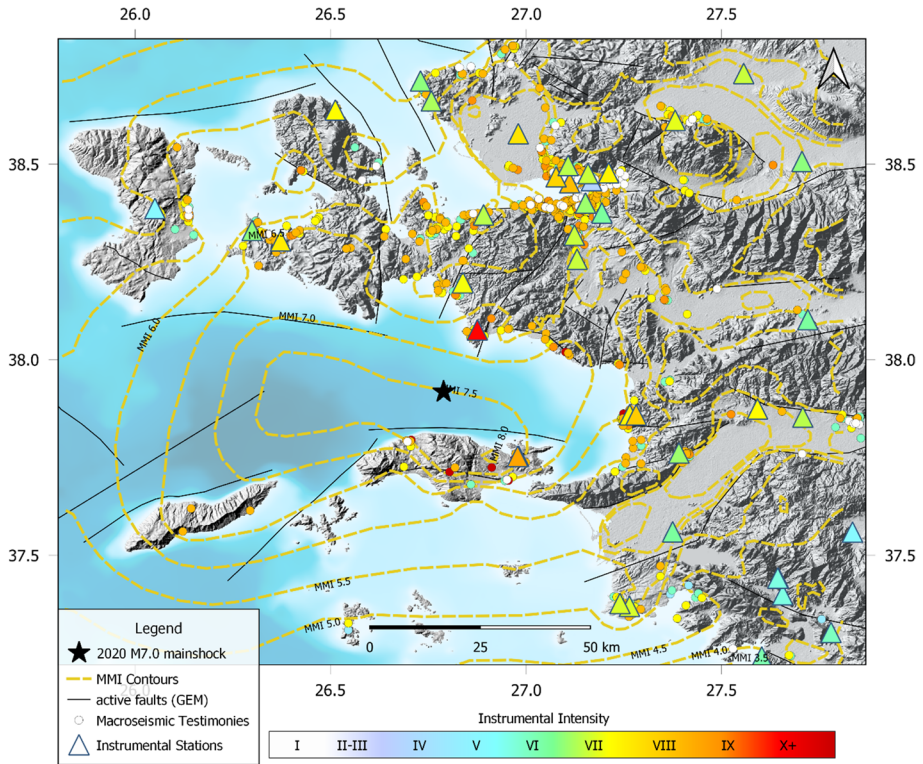 26.0 26.5 27.0 27.5
38.5 38.5
MMI 6.5
MMI 7.0
MMI 6.0
38.0 38.0
MMI 7.5
MMI 8.0
37.5 37.5
MMI 5.5
MMI 5.0
MMI 4.5 MMI 4.0 MMI 3.5
0 25 50 km
26.0 26.5 27.0 27.5
Legend
2020 M7.0 mainshock
MMI Contours
active faults (GEM)
Macroseismic Testimonies
Instrumental Stations
Instrumental Intensity
I II-III IV V VI VII VIII IX X+